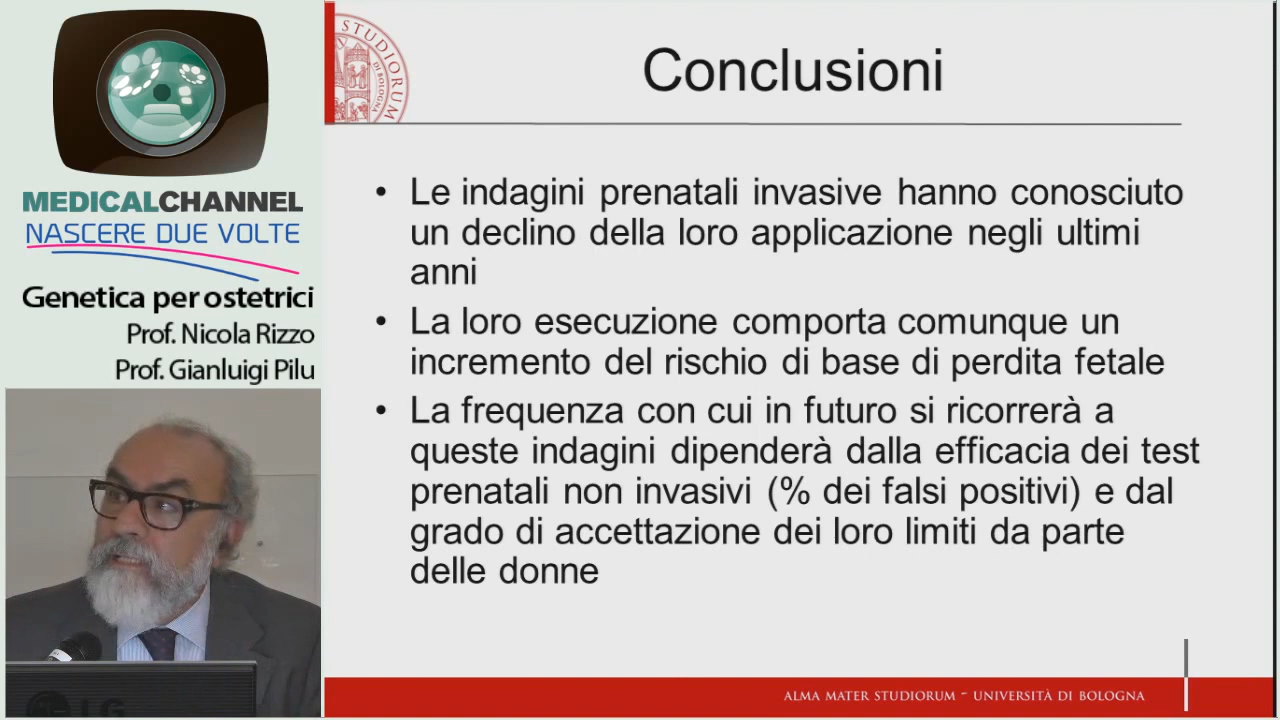 MEDICALCHANNEL
NASCERE DUE VOLTE
Genetica per ostetrici
Prof. Nicola Rizzo
Prof. Gianluigi Pilu
LG
STUDIORUM
DI BOLOGNA
Conclusioni
• Le indagini prenatali invasive hanno conosciuto
un declino della loro applicazione negli ultimi
anni
• La loro esecuzione comporta comunque un
incremento del rischio di base di perdita fetale
• La frequenza con cui in futuro si ricorrerà a
queste indagini dipenderà dalla efficacia dei test
prenatali non invasivi (% dei falsi positivi) e dal
grado di accettazione dei loro limiti da parte
delle donne
ALMA MATER STUDIORUM ~ UNIVERSITÀ DI BOLOGNA